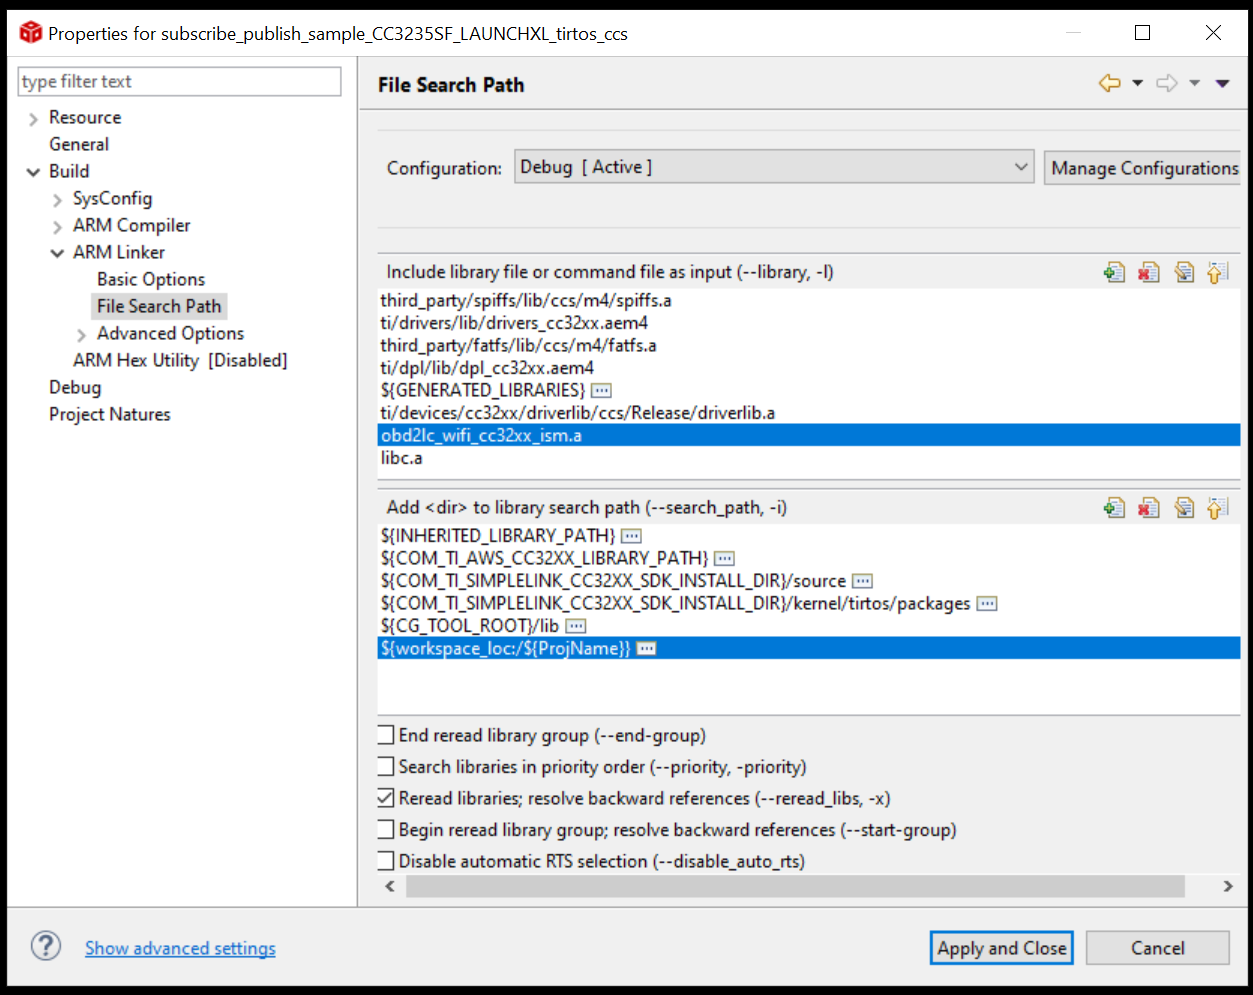 Properties for subscribe_publish_sample_CC3235SF_LAUNCHXL_tirtos_ccs
type filter text
Resource
General
Build
SysConfig
ARM Compiler
ARM Linker
Basic Options
File Search Path
Advanced Options
ARM Hex Utility [Disabled]
Debug
Project Natures
File Search Path
Configuration: Debug [ Active ] Manage Configurations
Include library file or command file as input (--library, -l)
third_party/spiffs/lib/ccs/m4/spiffs.a
ti/drivers/lib/drivers_cc32xx.aem4
third_party/fatfs/lib/ccs/m4/fatfs.a
ti/dpl/lib/dpl_cc32xx.aem4
${GENERATED_LIBRARIES}
ti/devices/cc32xx/driverlib/ccs/Release/driverlib.a
obd2lc_wifi_cc32xx_ism.a
libc.a
Add <dir> to library search path (--search_path, -i)
${INHERITED_LIBRARY_PATH}
${COM_TI_AWS_CC32XX_LIBRARY_PATH}
${COM_TI_SIMPLELINK_CC32XX_SDK_INSTALL_DIR}/source
${COM_TI_SIMPLELINK_CC32XX_SDK_INSTALL_DIR}/kernel/tirtos/packages
${CG_TOOL_ROOT}/lib
${workspace_loc:/${ProjName}}
End reread library group (--end-group)
Search libraries in priority order (--priority, -priority)
Reread libraries; resolve backward references (--reread_libs, -x)
Begin reread library group; resolve backward references (--start-group)
Disable automatic RTS selection (--disable_auto_rts)
Show advanced settings
Apply and Close Cancel